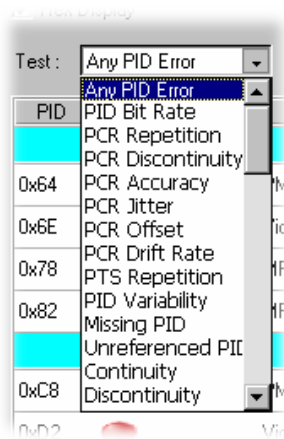 Test : Any PID Error
Any PID Error
PID
PID Bit Rate
PCR Repetition
PCR Discontinuity
0x64
PCR Accuracy
PCR Jitter
0x6E
PCR Offset
PCR Drift Rate
0x78
PTS Repetition
0x82
PID Variability
Missing PID
Unreferenced PID
Continuity
0xC8
Discontinuity
0xD2